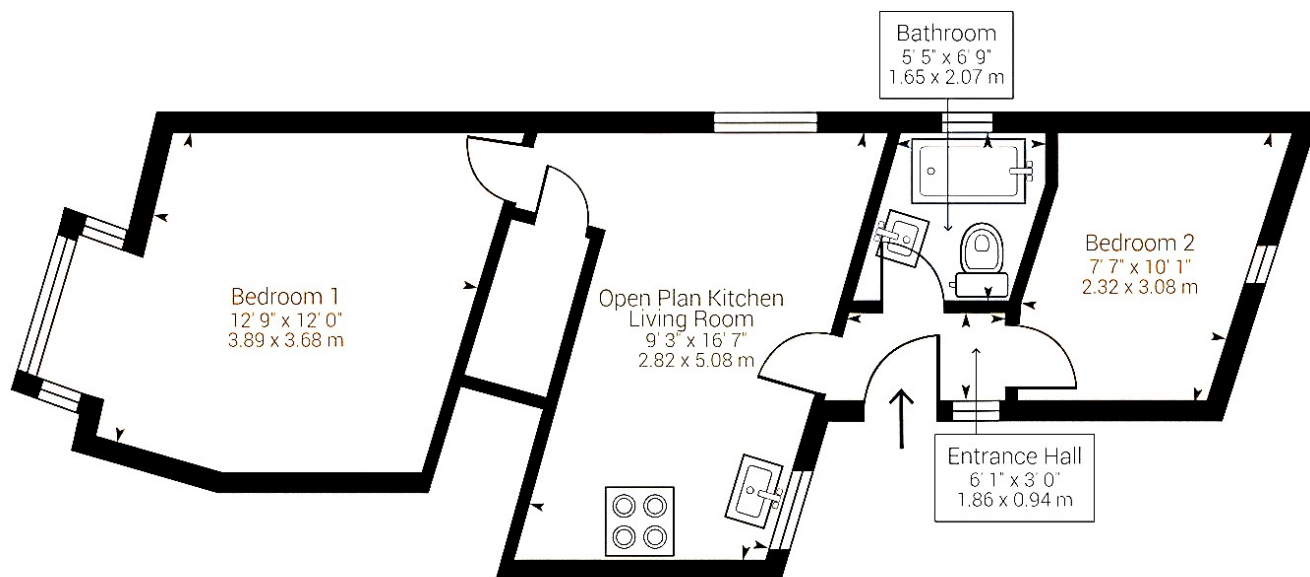 Bathroom
5' 5" x 6' 9"
1.65 x 2.07 m
Bedroom 1
12' 9" x 12' 0"
3.89 x 3.68 m
Open Plan Kitchen
Living Room
9' 3" x 16' 7"
2.82 x 5.08 m
Bedroom 2
7' 7" x 10' 1"
2.32 x 3.08 m
Entrance Hall
6' 1" x 3' 0"
1.86 x 0.94 m